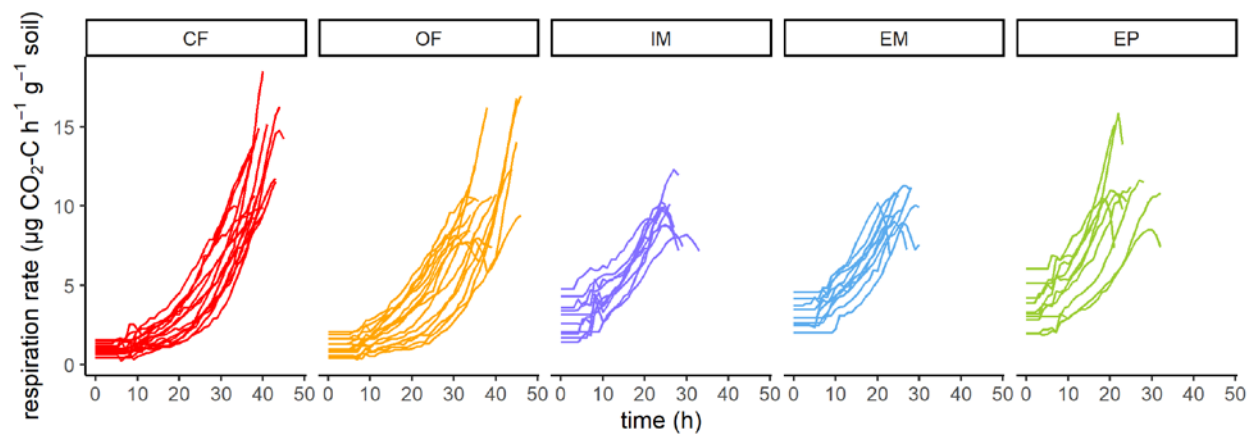 CF OF IM EM EP
respiration rate (µg CO₂-C h⁻¹ g⁻¹ soil)
15
10
5
0
0 10 20 30 40 50 0 10 20 30 40 50 0 10 20 30 40 50 0 10 20 30 40 50 0 10 20 30 40 50
time (h)